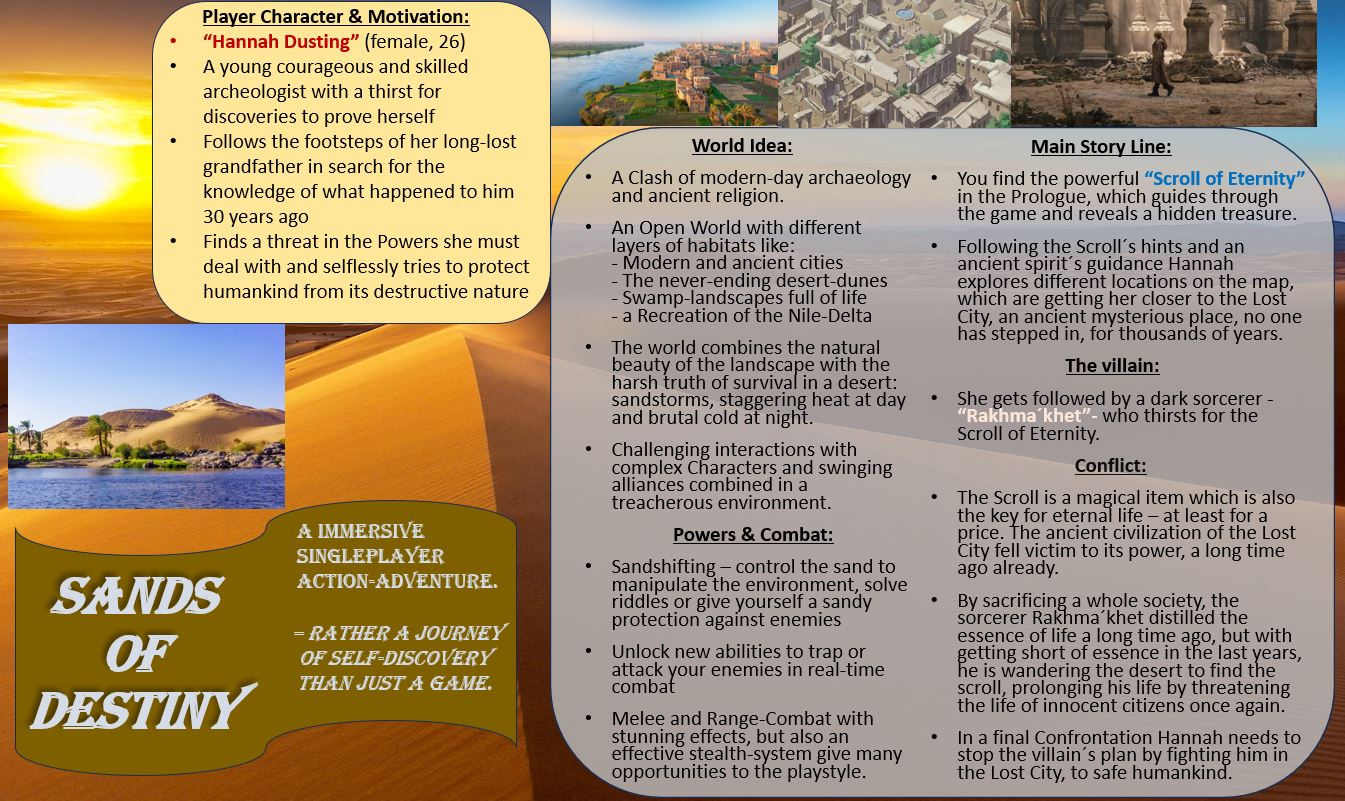 Player Character & Motivation:
• “Hannah Dusting” (female, 26)
• A young courageous and skilled
archeologist with a thirst for
discoveries to prove herself
• Follows the footsteps of her long-lost
grandfather in search for the
knowledge of what happened to him
30 years ago
• Finds a threat in the Powers she must
deal with and selflessly tries to protect
humankind from its destructive nature
SANDS
OF
DESTINY
A IMMERSIVE
SINGLEPLAYER
ACTION-ADVENTURE.
– RATHER A JOURNEY
OF SELF-DISCOVERY
THAN JUST A GAME.
World Idea:
• A Clash of modern-day archaeology
and ancient religion.
• An Open World with different
layers of habitats like:
- Modern and ancient cities
- The never-ending desert-dunes
- Swamp-landscapes full of life
- a Recreation of the Nile-Delta
• The world combines the natural
beauty of the landscape with the
harsh truth of survival in a desert:
sandstorms, staggering heat at day
and brutal cold at night.
• Challenging interactions with
complex Characters and swinging
alliances combined in a
treacherous environment.
Powers & Combat:
• Sandshifting – control the sand to
manipulate the environment, solve
riddles or give yourself a sandy
protection against enemies
• Unlock new abilities to trap or
attack your enemies in real-time
combat
• Melee and Range-Combat with
stunning effects, but also an
effective stealth-system give many
opportunities to the playstyle.
Main Story Line:
• You find the powerful “Scroll of Eternity”
in the Prologue, which guides through
the game and reveals a hidden treasure.
• Following the Scroll´s hints and an
ancient spirit´s guidance Hannah
explores different locations on the map,
which are getting her closer to the Lost
City, an ancient mysterious place, no one
has stepped in, for thousands of years.
The villain:
• She gets followed by a dark sorcerer -
“Rakhma´khet”- who thirsts for the
Scroll of Eternity.
Conflict:
• The Scroll is a magical item which is also
the key for eternal life – at least for a
price. The ancient civilization of the Lost
City fell victim to its power, a long time
ago already.
• By sacrificing a whole society, the
sorcerer Rakhma´khet distilled the
essence of life a long time ago, but with
getting short of essence in the last years,
he is wandering the desert to find the
scroll, prolonging his life by threatening
the life of innocent citizens once again.
• In a final Confrontation Hannah needs to
stop the villain´s plan by fighting him in
the Lost City, to safe humankind.